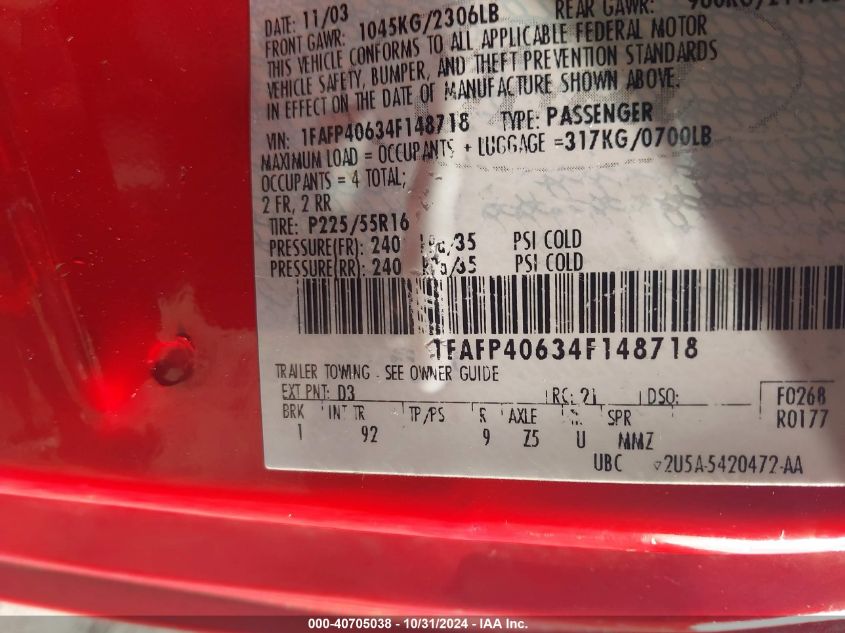 DATE: 11/03
FRONT GAWR: 1045KG/2306LB REAR GAWR:
THIS VEHICLE CONFORMS TO ALL APPLICABLE FEDERAL MOTOR
VEHICLE SAFETY, BUMPER, AND THEFT PREVENTION STANDARDS
IN EFFECT ON THE DATE OF MANUFACTURE SHOWN ABOVE.
VIN: 1FAFP40634F148718 TYPE: PASSENGER
MAXIMUM LOAD = OCCUPANTS + LUGGAGE =317KG/0700LB
OCCUPANTS = 4 TOTAL;
2 FR, 2 RR
TIRE: P225/55R16
PRESSURE(FR): 240 kPa/35 PSI COLD
PRESSURE(RR): 240 kPa/35 PSI COLD
1FAFP40634F148718
TRAILER TOWING - SEE OWNER GUIDE
EXT PNT: D3 RC: 21 DSO: F0268
BRK INT TR TP/PS R AXLE SPR R0177
1 92 9 Z5 U MMZ
UBC 2U5A-5420472-AA
000-40705038 - 10/31/2024 - IAA Inc.